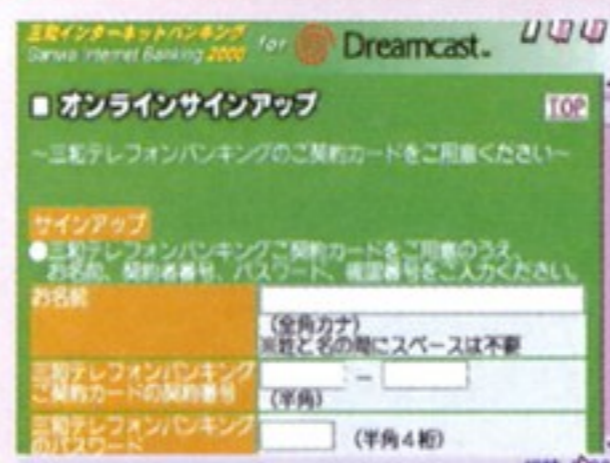 三和インターネットバンキング
Sanwa Internet Banking 2000 for Dreamcast.
■ オンラインサインアップ
TOP
～三和テレフォンバンキングのご契約カードをご用意ください～
サインアップ
●三和テレフォンバンキングご契約カードをご用意のうえ、
お名前、契約者番号、パスワード、確認番号をご入力ください。
お名前
(全角カナ)
※姓と名の間にスペースは不要
三和テレフォンバンキング
ご契約カードの契約番号
－
(半角)
三和テレフォンバンキング
のパスワード
(半角4桁)